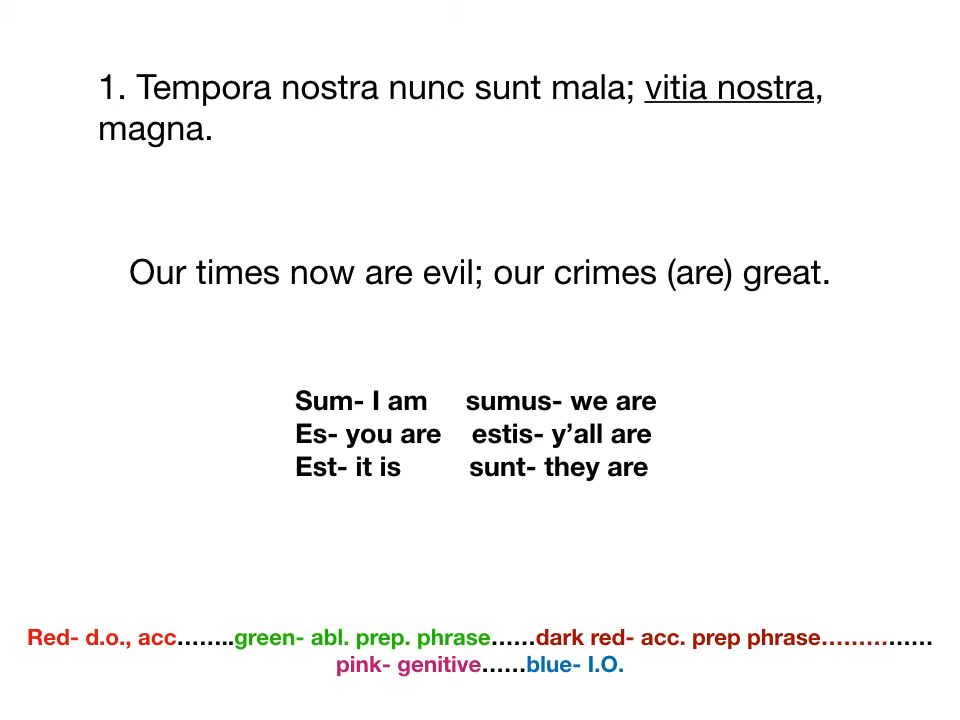 1. Tempora nostra nunc sunt mala; vitia nostra,
magna.
Our times now are evil; our crimes (are) great.
Sum- I am sumus- we are
Es- you are estis- y’all are
Est- it is sunt- they are
Red- d.o., acc……..green- abl. prep. phrase……dark red- acc. prep phrase……………
pink- genitive……blue- I.O.